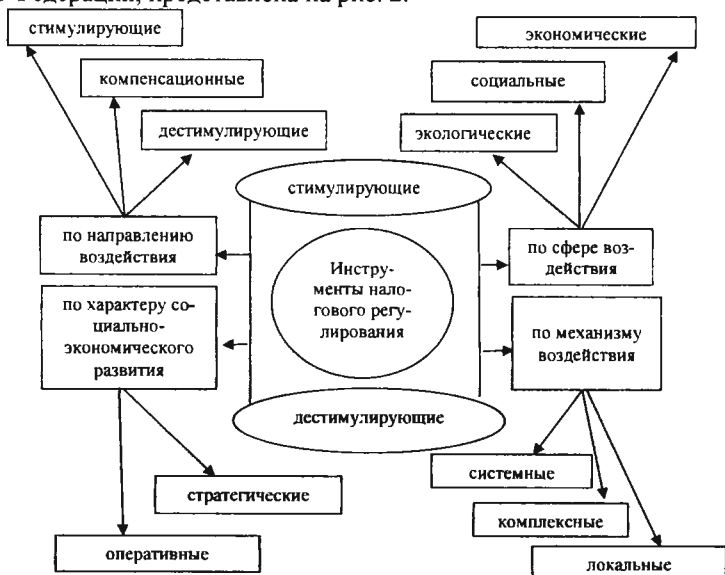 Федерации, представлена на рис. 2.
стимулирующие
экономические
компенсационные
социальные
дестимулирующие
экологические
стимулирующие
по направлению
воздействия
по сфере воз-
действия
Инстру-
менты нало-
гового регу-
лирования
по характеру со-
циально-
экономического
развития
по механизму
воздействия
дестимулирующие
системные
стратегические
комплексные
оперативные
локальные